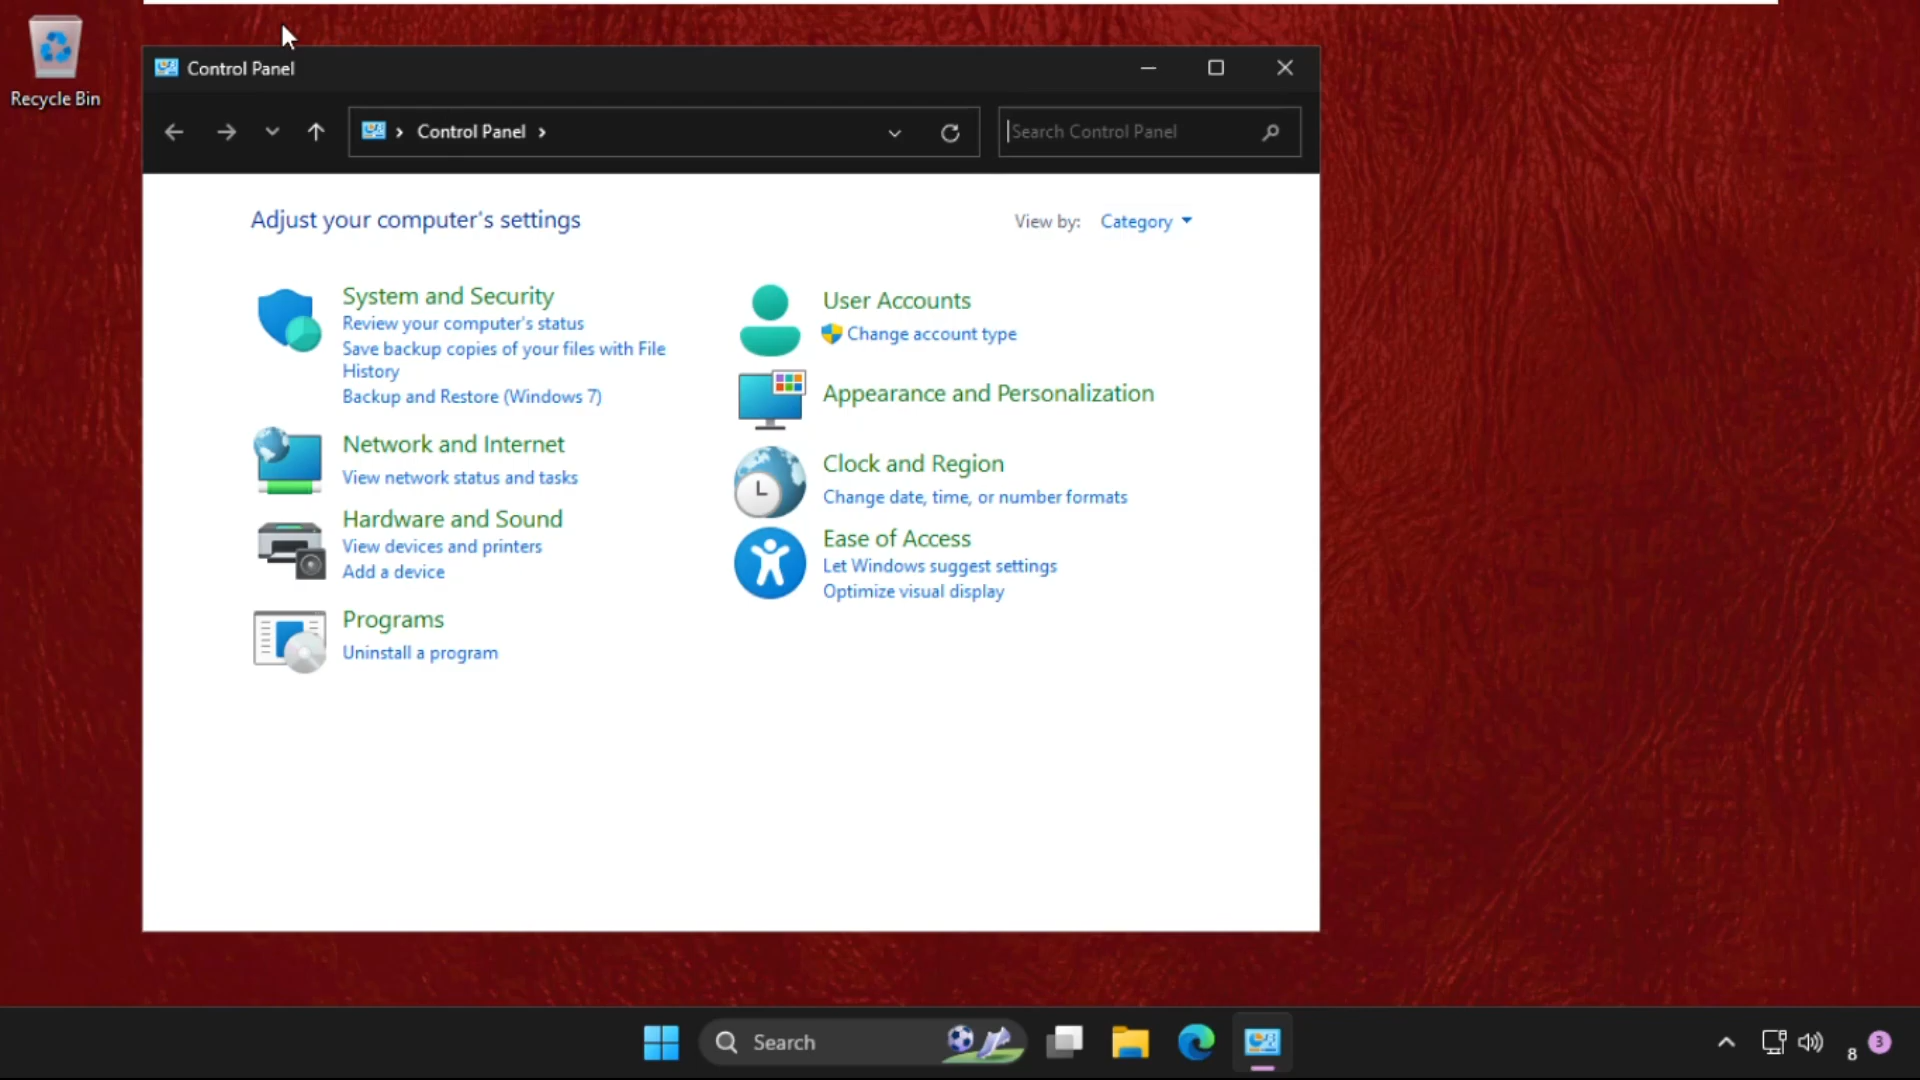 Recycle Bin
Control Panel
Control Panel
Search Control Panel
Adjust your computer's settings
View by: Category
System and Security
Review your computer's status
Save backup copies of your files with File
History
Backup and Restore (Windows 7)
Network and Internet
View network status and tasks
Hardware and Sound
View devices and printers
Add a device
Programs
Uninstall a program
User Accounts
Change account type
Appearance and Personalization
Clock and Region
Change date, time, or number formats
Ease of Access
Let Windows suggest settings
Optimize visual display
Search
8
3